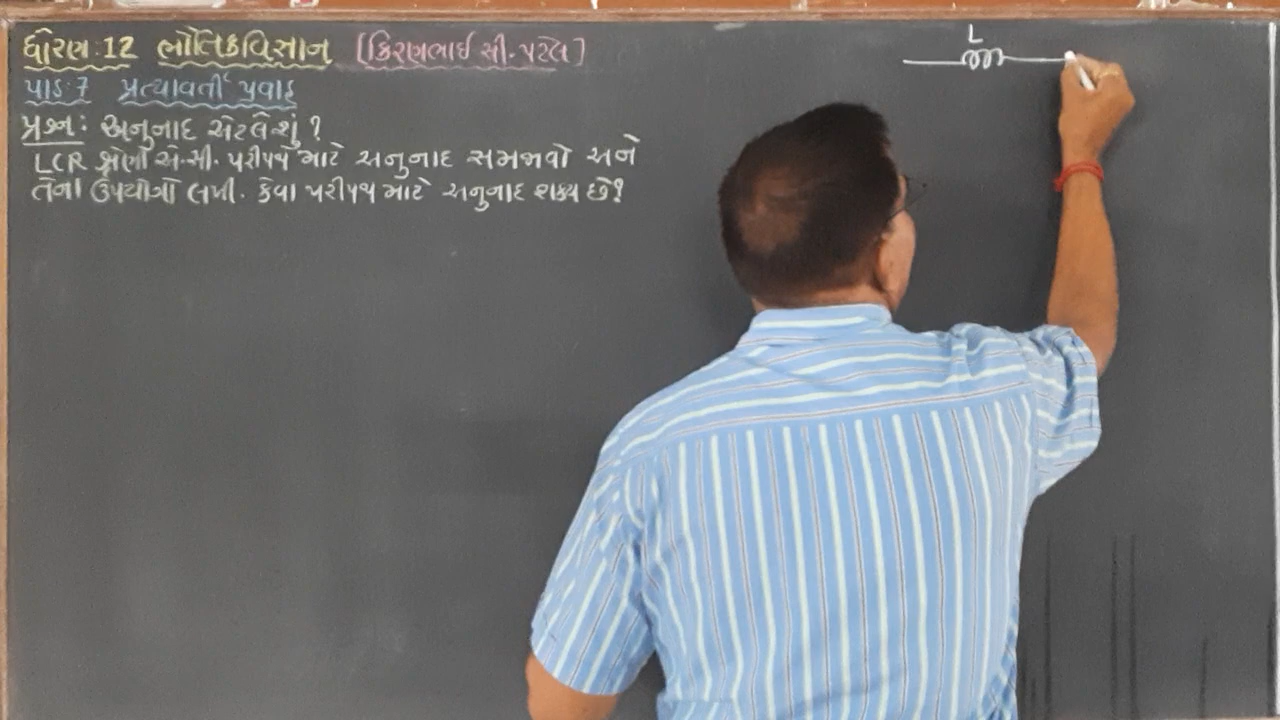 ધોરણ: 12 ભૌતિકવિજ્ઞાન [કિરણભાઈ સી. પટેલ]
પાઠ: 7 પ્રત્યાવર્તી પ્રવાહ
પ્રશ્ન: અનુનાદ એટલે શું ?
LCR શ્રેણી એ.સી. પરીપથ માટે અનુનાદ સમજાવો અને
તેના ઉપયોગો લખી. કેવા પરીપથ માટે અનુનાદ શક્ય છે?
L